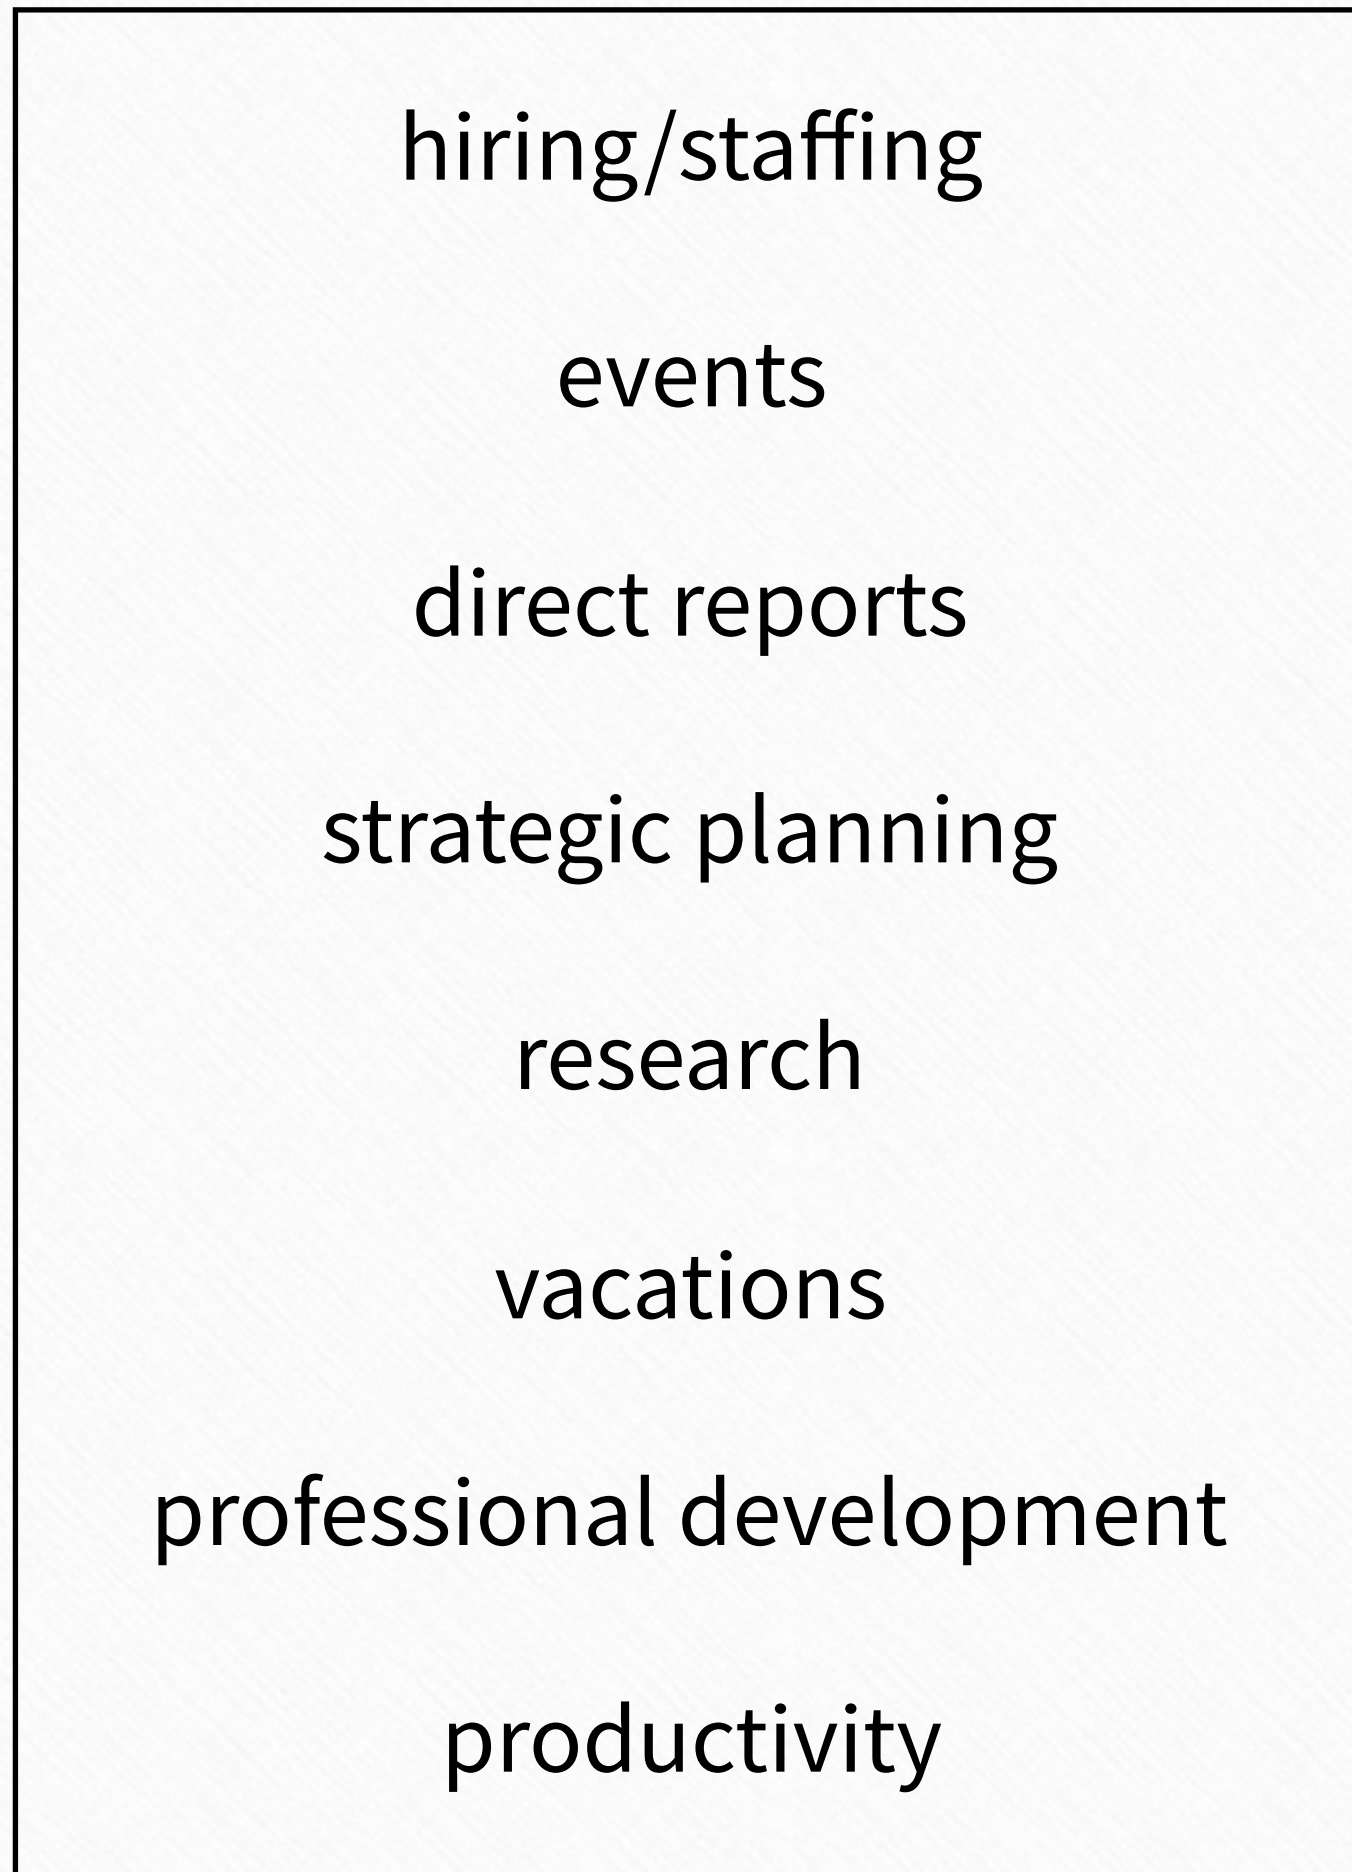 hiring/staffing
events
direct reports
strategic planning
research
vacations
professional development
productivity